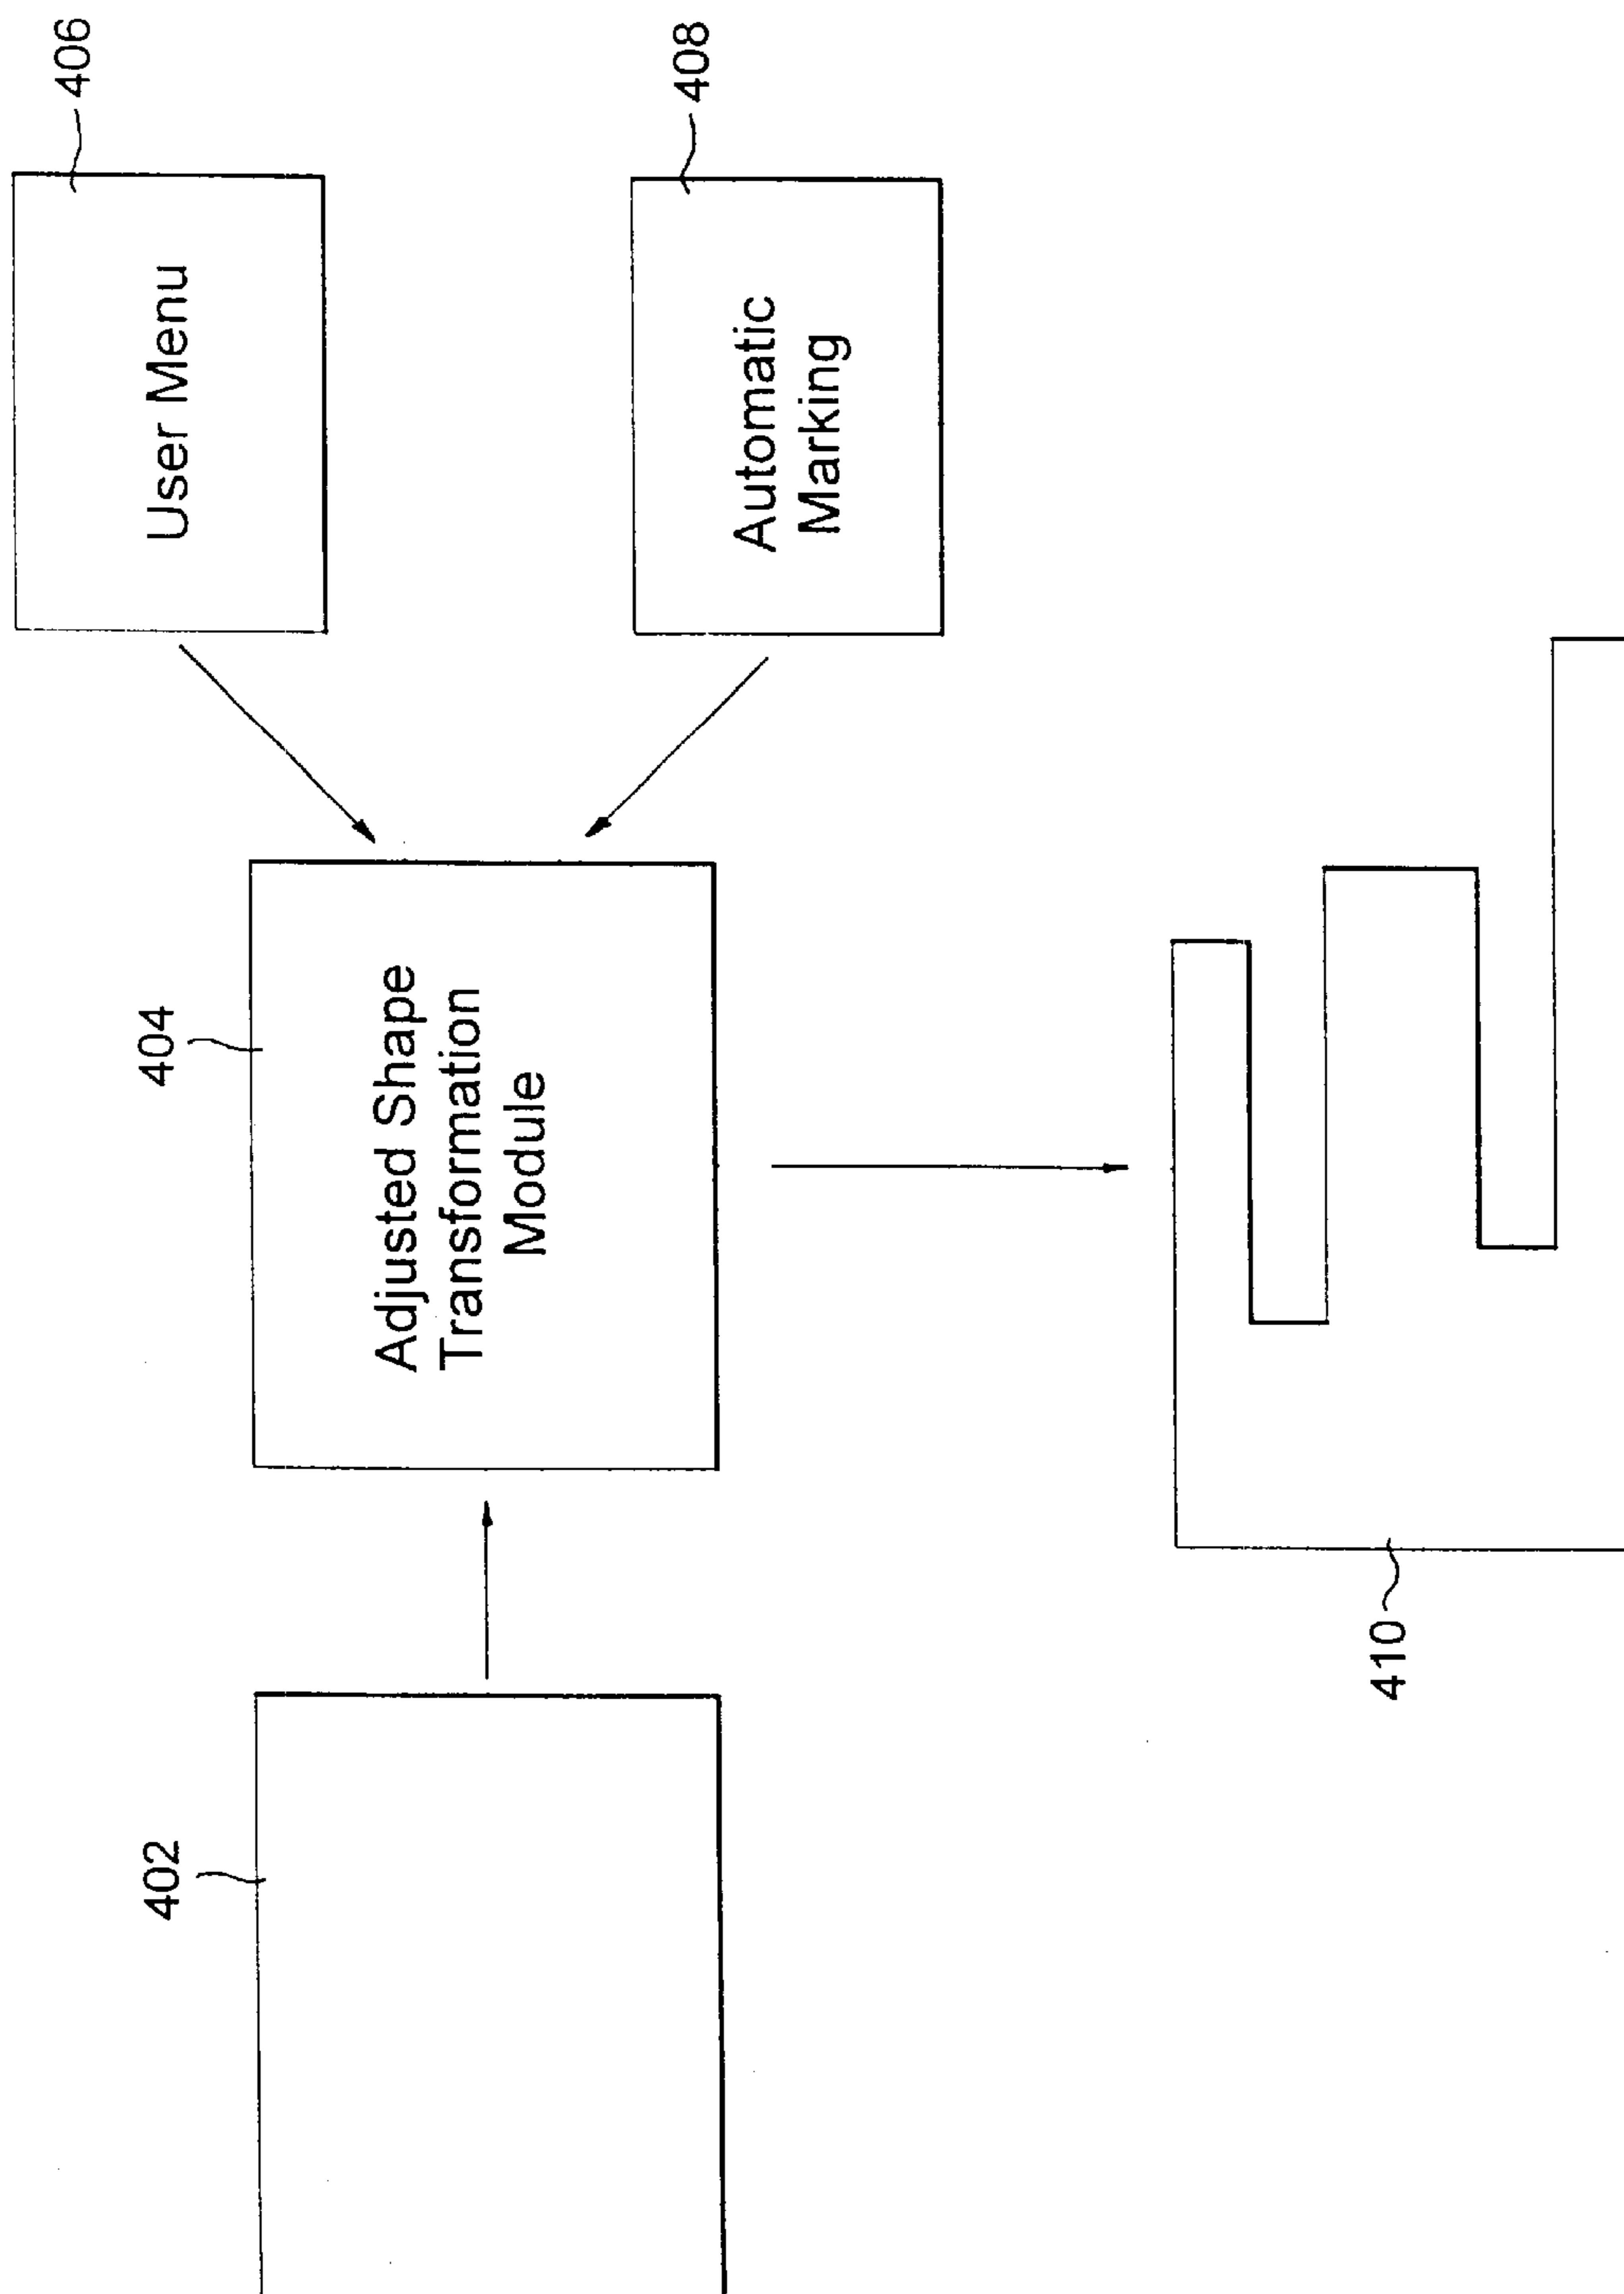 402
404
Adjusted Shape
Transformation
Module
406
User Menu
408
Automatic
Marking
410